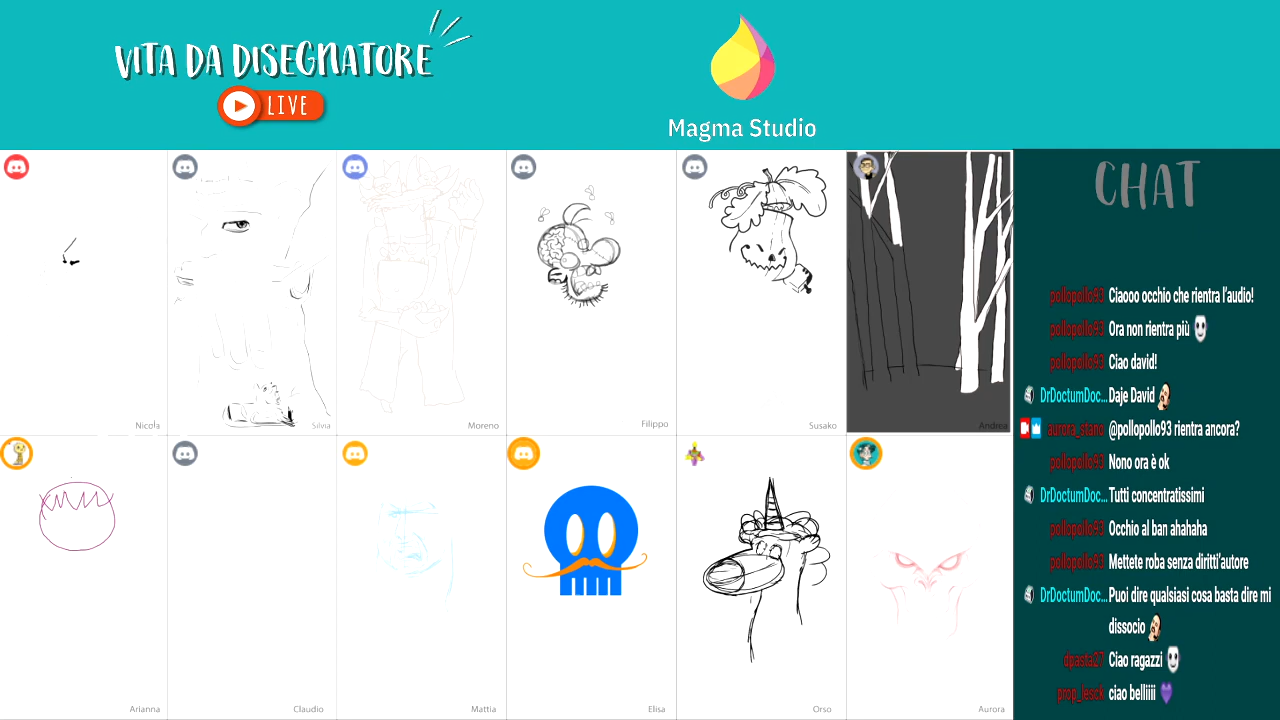 VITA DA DISEGNATORE
LIVE
Magma Studio
CHAT
Nicola
Silvia
Moreno
Filippo
Susako
Andrea
Arianna
Claudio
Mattia
Elisa
Orso
Aurora
pollopollo93 Ciaooo occhio che rientra l'audio!
pollopollo93 Ora non rientra più
pollopollo93 Ciao david!
DrDoctumDoc... Daje David
aurora_stano @pollopollo93 rientra ancora?
pollopollo93 Nono ora è ok
DrDoctumDoc... Tutti concentratissimi
pollopollo93 Occhio al ban ahahaha
pollopollo93 Mettete roba senza diritti'autore
DrDoctumDoc... Puoi dire qualsiasi cosa basta dire mi
dissocio
dpasta27 Ciao ragazzi
prop_lesck ciao belliiii